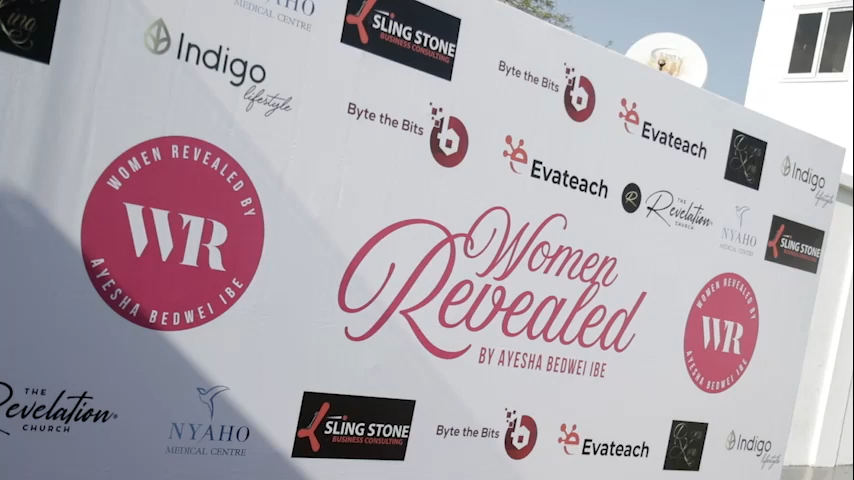 NYAHO
MEDICAL CENTRE
SLING STONE
BUSINESS CONSULTING
Indigo
lifestyle
Byte the Bits
b
Evateach
Byte the Bits
b
Evateach
Indigo
lifestyle
R
THE
Revelation
CHURCH
NYAHO
MEDICAL CENTRE
SLING STONE
BUSINESS CONSULTING
WOMEN REVEALED BY
WR
AYESHA BEDWEI IBE
Women
Revealed
BY AYESHA BEDWEI IBE
WOMEN REVEALED BY
WR
AYESHA BEDWEI IBE
THE
Revelation
CHURCH
NYAHO
MEDICAL CENTRE
SLING STONE
BUSINESS CONSULTING
Byte the Bits
b
Evateach
Indigo
lifestyle